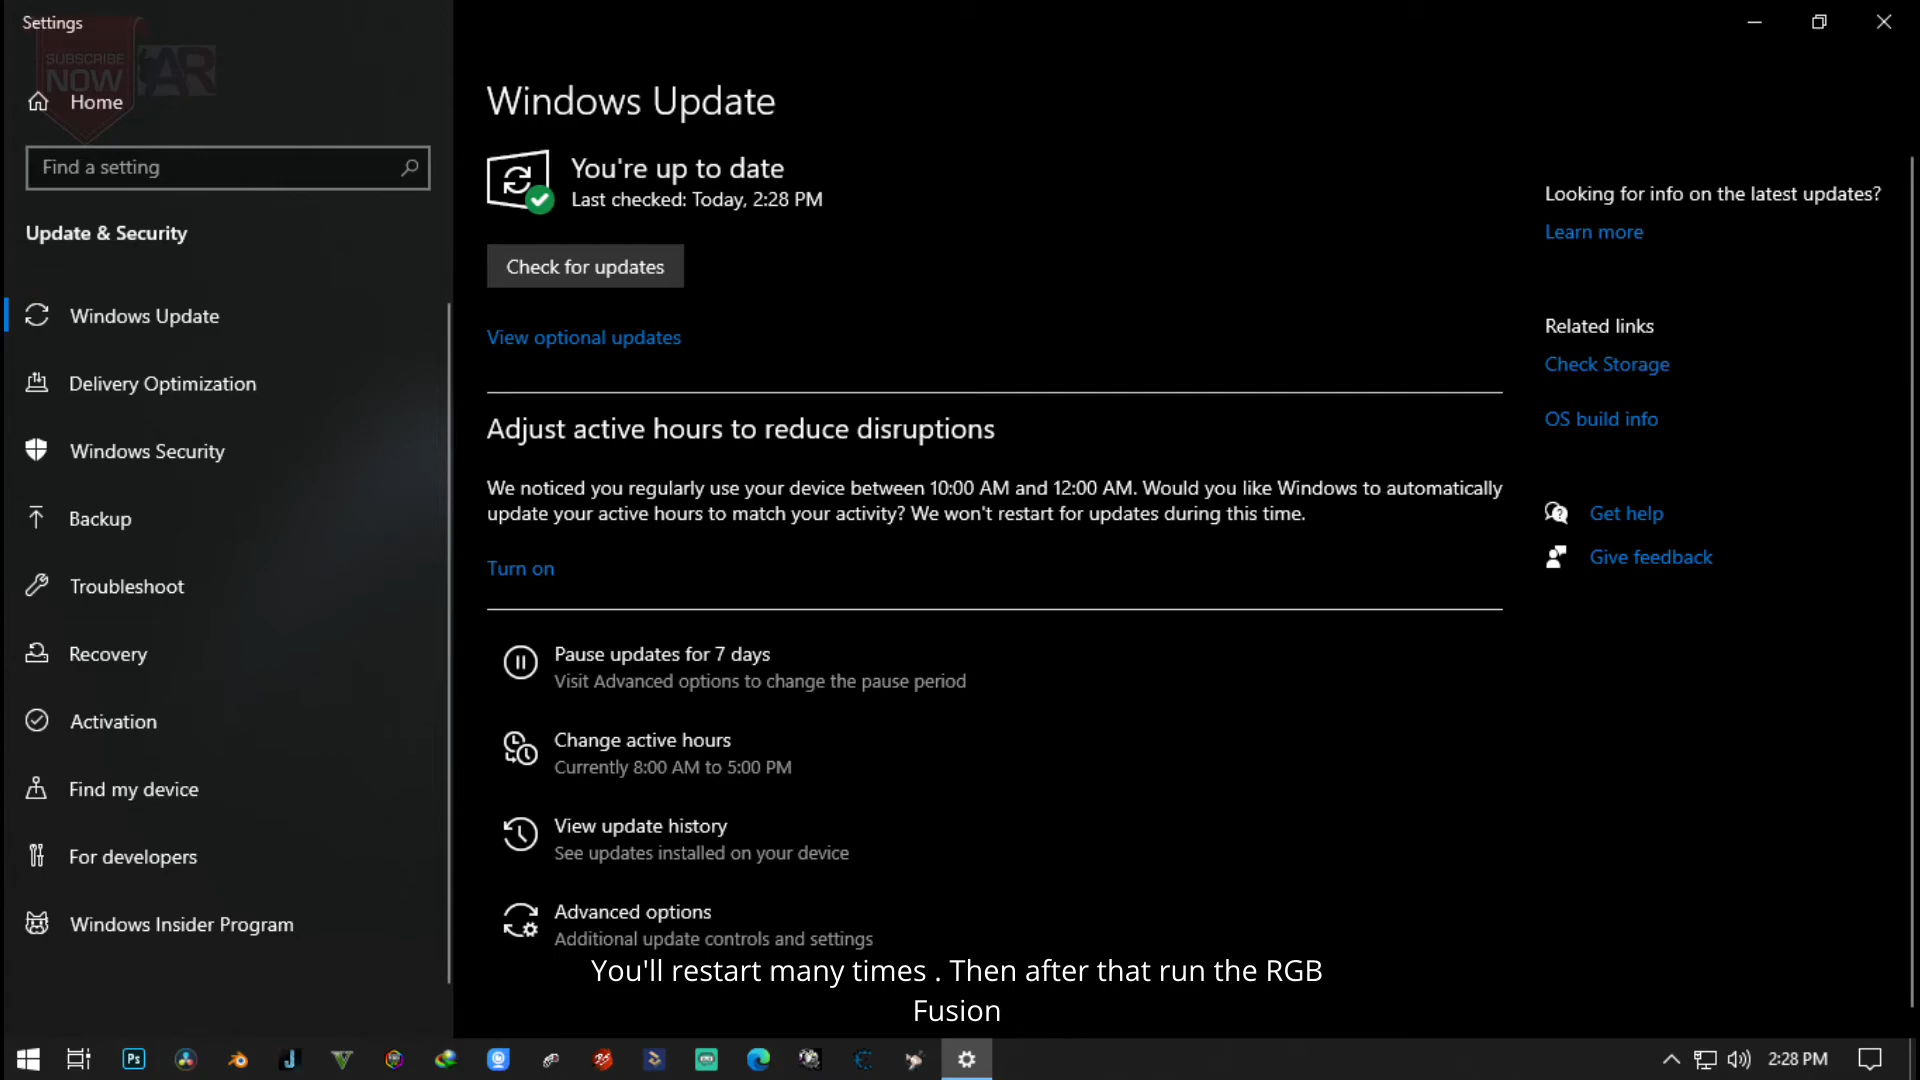 Settings
SUBSCRIBE
NOW
AR
Home
Find a setting
Update & Security
Windows Update
Delivery Optimization
Windows Security
Backup
Troubleshoot
Recovery
Activation
Find my device
For developers
Windows Insider Program
Windows Update
You're up to date
Last checked: Today, 2:28 PM
Check for updates
View optional updates
Adjust active hours to reduce disruptions
We noticed you regularly use your device between 10:00 AM and 12:00 AM. Would you like Windows to automatically
update your active hours to match your activity? We won't restart for updates during this time.
Turn on
Pause updates for 7 days
Visit Advanced options to change the pause period
Change active hours
Currently 8:00 AM to 5:00 PM
View update history
See updates installed on your device
Advanced options
Additional update controls and settings
Looking for info on the latest updates?
Learn more
Related links
Check Storage
OS build info
Get help
Give feedback
You'll restart many times . Then after that run the RGB
Fusion
Ps
2:28 PM